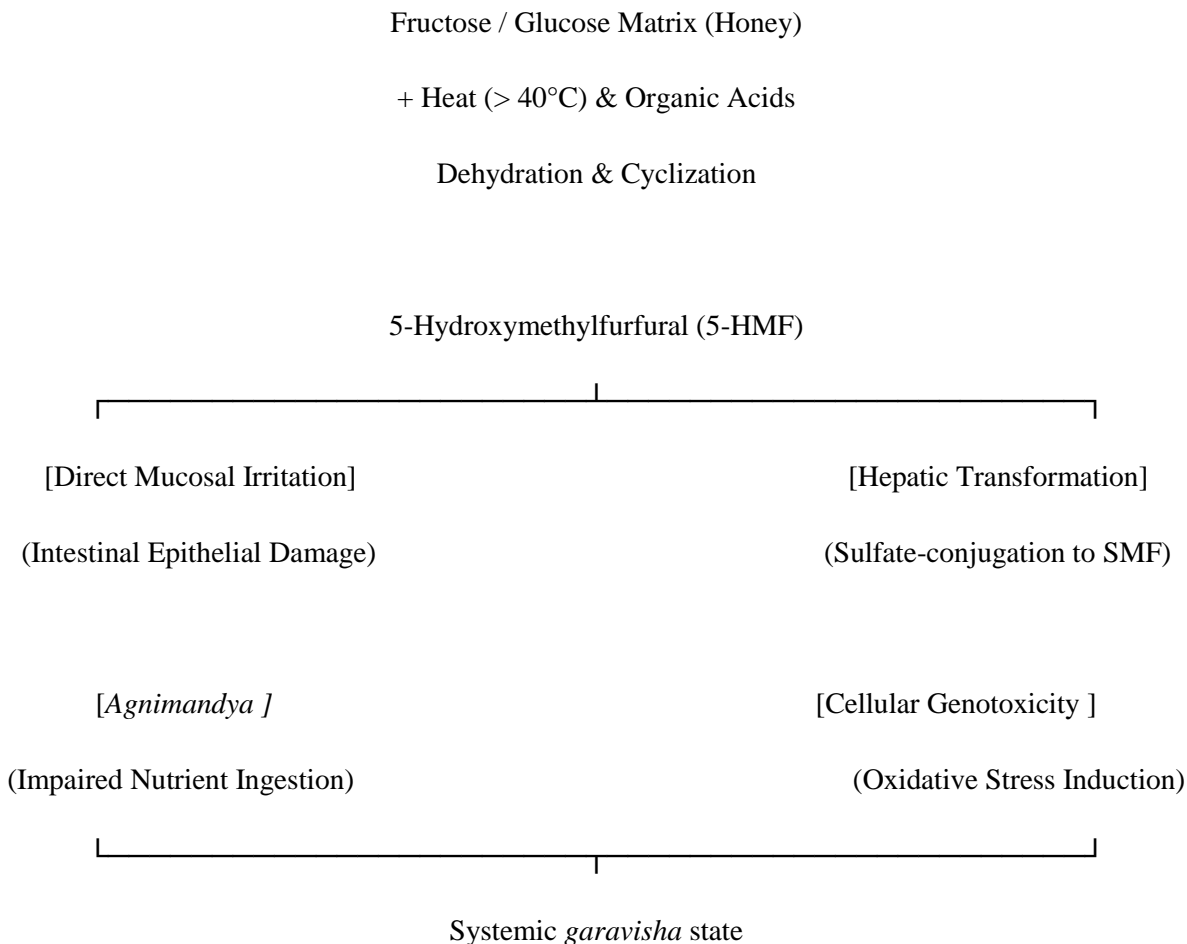 Fructose / Glucose Matrix (Honey)
+ Heat (> 40°C) & Organic Acids
Dehydration & Cyclization
5-Hydroxymethylfurfural (5-HMF)
[Direct Mucosal Irritation] [Hepatic Transformation]
(Intestinal Epithelial Damage) (Sulfate-conjugation to SMF)
[Agnimandya ] [Cellular Genotoxicity ]
(Impaired Nutrient Ingestion) (Oxidative Stress Induction)
Systemic garavisha state